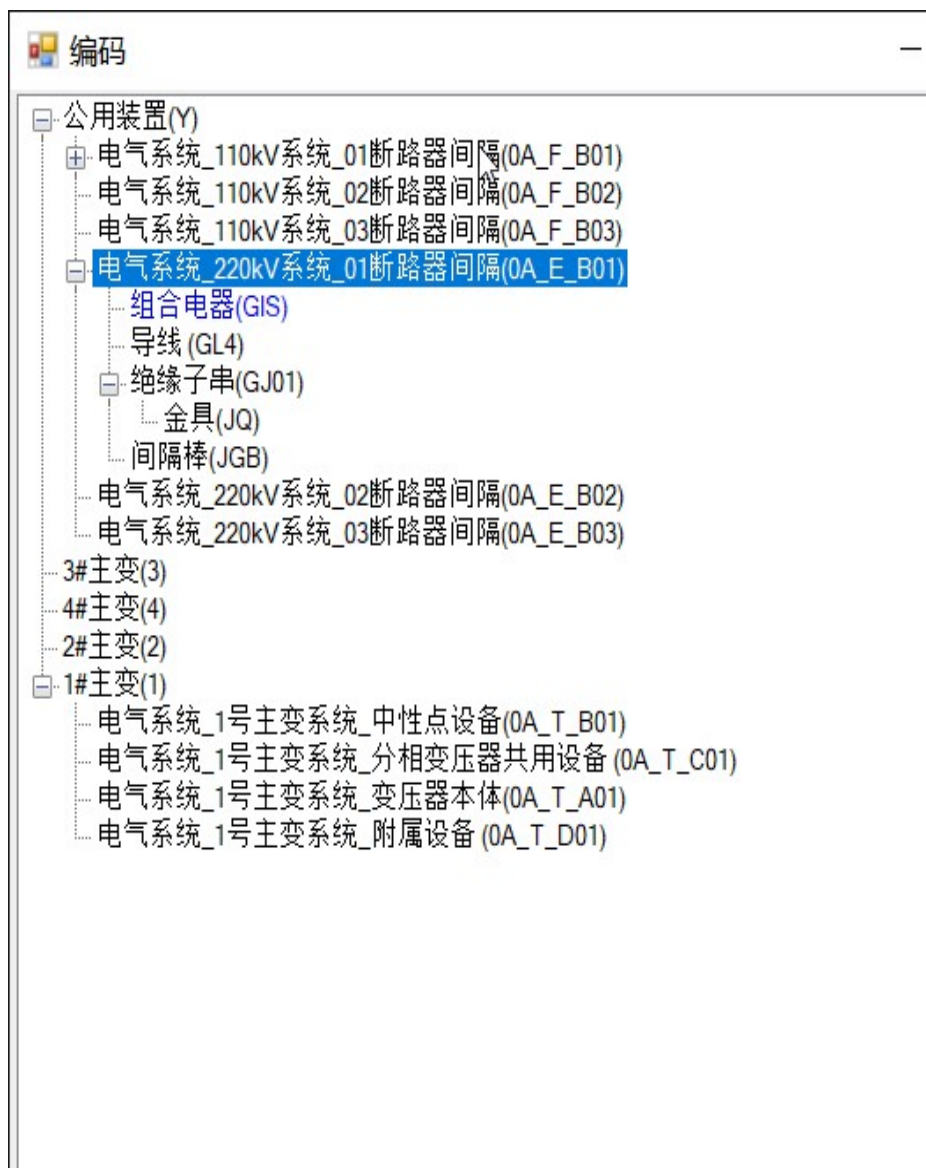 编码
公用装置(Y)
电气系统_110kV系统_01断路器间隔(0A_F_B01)
电气系统_110kV系统_02断路器间隔(0A_F_B02)
电气系统_110kV系统_03断路器间隔(0A_F_B03)
电气系统_220kV系统_01断路器间隔(0A_E_B01)
组合电器(GIS)
导线 (GL4)
绝缘子串(GJ01)
金具(JQ)
间隔棒(JGB)
电气系统_220kV系统_02断路器间隔(0A_E_B02)
电气系统_220kV系统_03断路器间隔(0A_E_B03)
3#主变(3)
4#主变(4)
2#主变(2)
1#主变(1)
电气系统_1号主变系统_中性点设备(0A_T_B01)
电气系统_1号主变系统_分相变压器共用设备 (0A_T_C01)
电气系统_1号主变系统_变压器本体(0A_T_A01)
电气系统_1号主变系统_附属设备 (0A_T_D01)